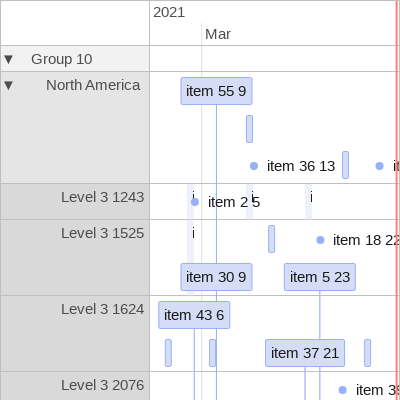 2021
Mar
▼ Group 10
▼ North America
item 55 9
item 36 13
Level 3 1243
i
item 2 5
i
i
Level 3 1525
i
item 18 22
item 30 9
item 5 23
Level 3 1624
item 43 6
item 37 21
Level 3 2076